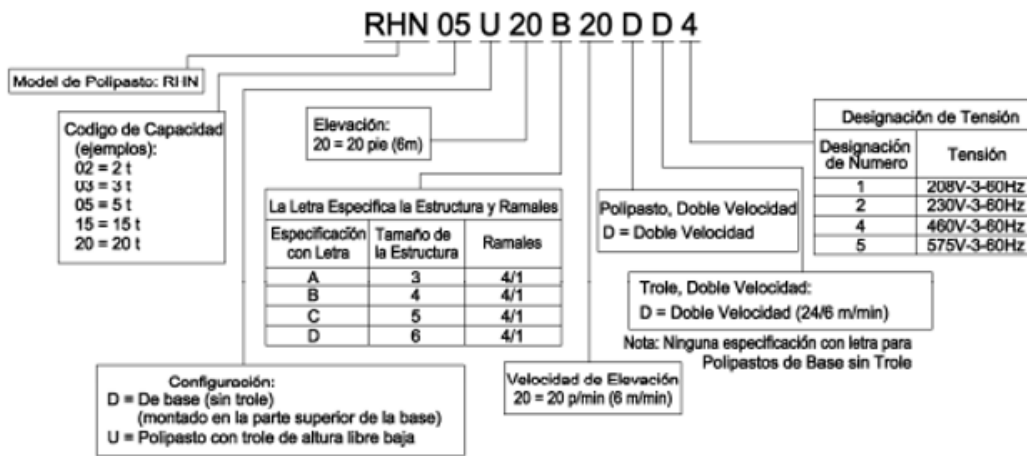 RHN 05 U 20 B 20 D D 4
Model de Polipasto: RHN
Codigo de Capacidad
(ejemplos):
02 = 2 t
03 = 3 t
05 = 5 t
15 = 15 t
20 = 20 t
Elevación:
20 = 20 pie (6m)
La Letra Especifica la Estructura y Ramales
Especificación con Letra | Tamaño de la Estructura | Ramales
A 3 4/1
B 4 4/1
C 5 4/1
D 6 4/1
Configuración:
D = De base (sin trole)
(montado en la parte superior de la base)
U = Polipasto con trole de altura libre baja
Velocidad de Elevación
20 = 20 p/min (6 m/min)
Polipasto, Doble Velocidad
D = Doble Velocidad
Trole, Doble Velocidad:
D = Doble Velocidad (24/6 m/min)
Nota: Ninguna especificación con letra para
Polipastos de Base sin Trole
Designación de Tensión
Designación de Numero | Tensión
1 208V-3-60Hz
2 230V-3-60Hz
4 460V-3-60Hz
5 575V-3-60Hz